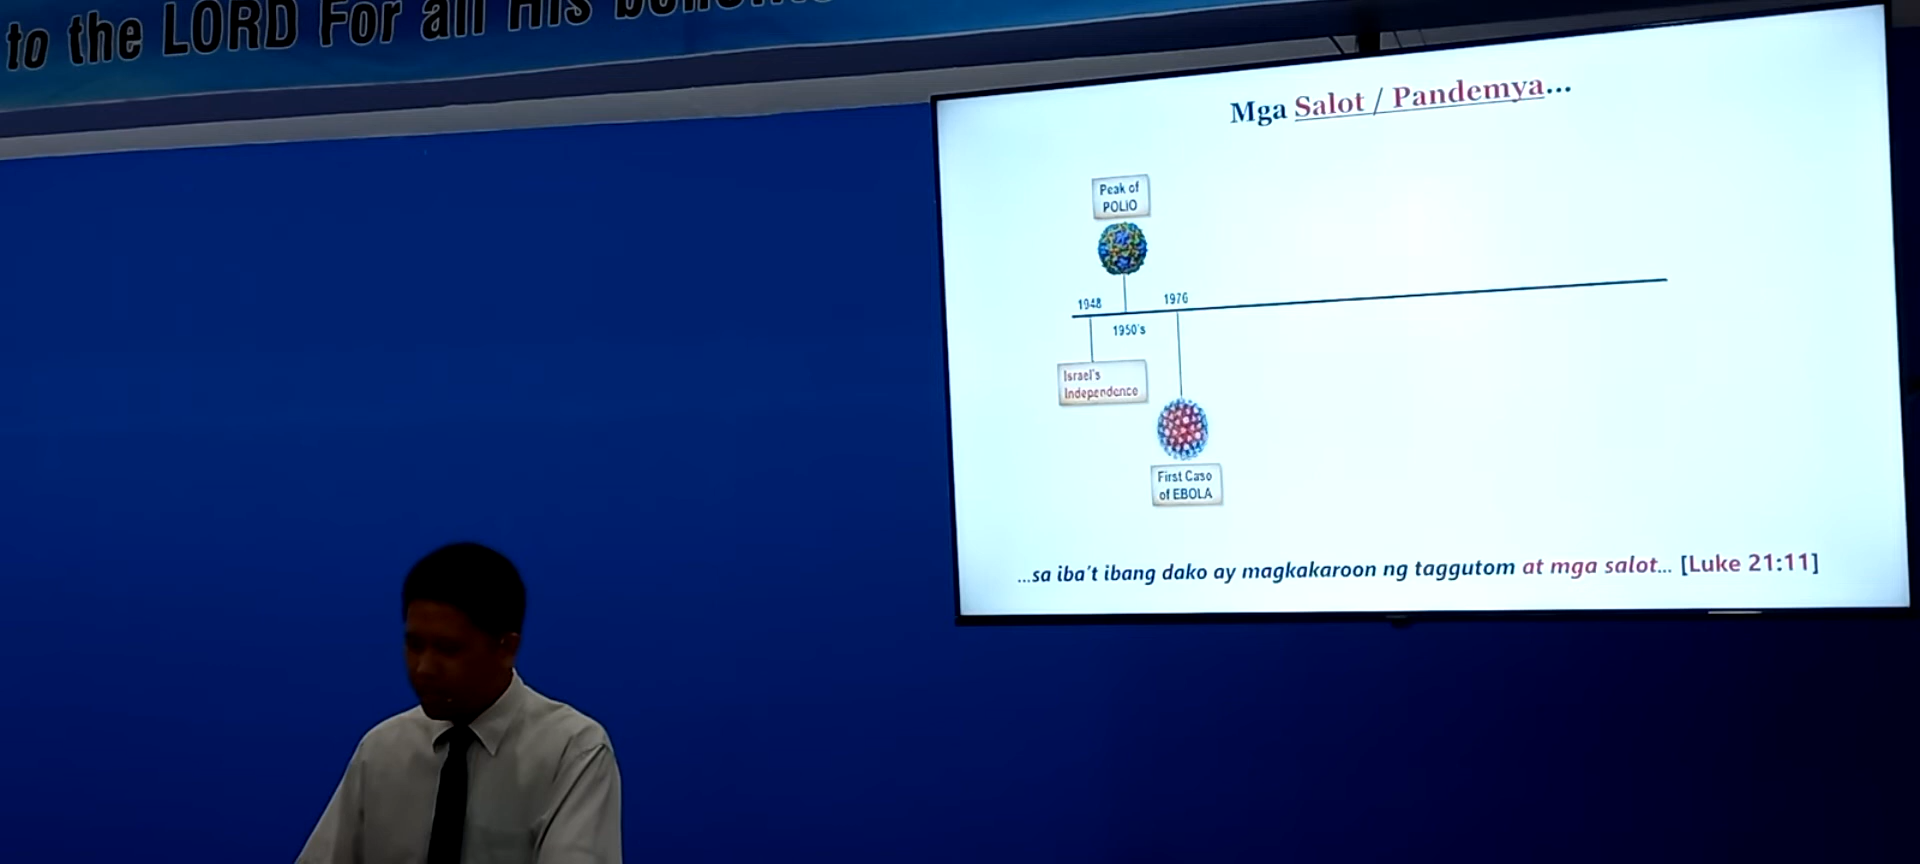 to the LORD For all His
Mga Salot / Pandemya...
Peak of
POLIO
1948
1976
1950's
Israel's
Independence
First Case
of EBOLA
...sa iba't ibang dako ay magkakaroon ng taggutom at mga salot... [Luke 21:11]